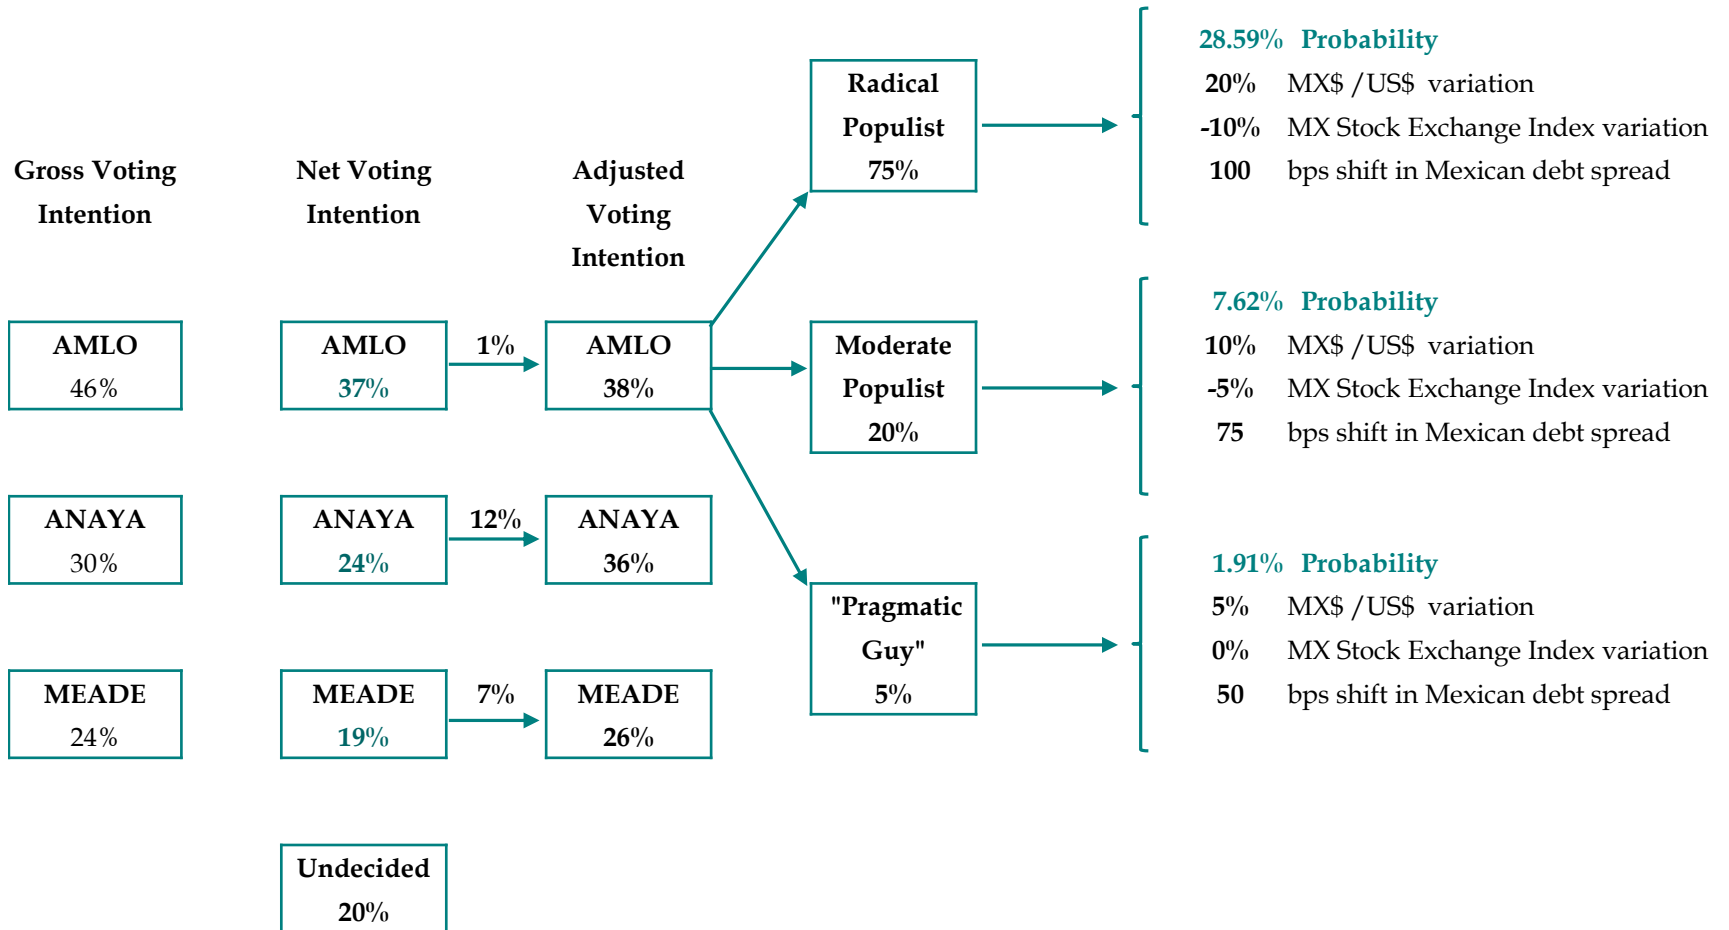 Gross Voting
Intention
AMLO
46%
ANAYA
30%
MEADE
24%
Net Voting
Intention
AMLO
37%
ANAYA
24%
MEADE
19%
Undecided
20%
1%
12%
7%
Adjusted
Voting
Intention
AMLO
38%
ANAYA
36%
MEADE
26%
Radical
Populist
75%
Moderate
Populist
20%
"Pragmatic
Guy"
5%
28.59% Probability
20% MX$ /US$ variation
-10% MX Stock Exchange Index variation
100 bps shift in Mexican debt spread
7.62% Probability
10% MX$ /US$ variation
-5% MX Stock Exchange Index variation
75 bps shift in Mexican debt spread
1.91% Probability
5% MX$ /US$ variation
0% MX Stock Exchange Index variation
50 bps shift in Mexican debt spread